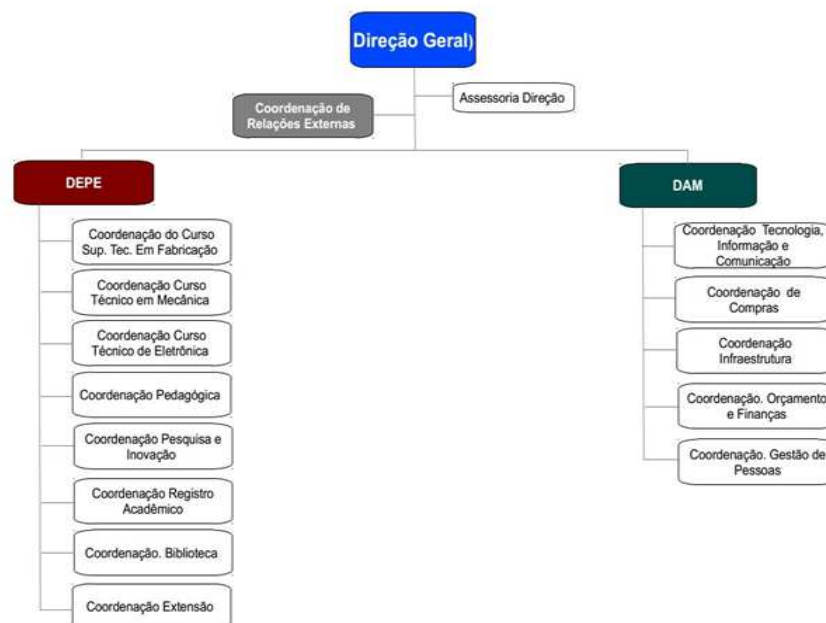 Direção Geral)
Assessoria Direção
Coordenação de
Relações Externas
DEPE
Coordenação do Curso
Sup. Tec. Em Fabricação
Coordenação Curso
Técnico em Mecânica
Coordenação Curso
Técnico de Eletrônica
Coordenação Pedagógica
Coordenação Pesquisa e
Inovação
Coordenação Registro
Acadêmico
Coordenação. Biblioteca
Coordenação Extensão
DAM
Coordenação Tecnologia,
Informação e
Comunicação
Coordenação de
Compras
Coordenação
Infraestrutura
Coordenação. Orçamento
e Finanças
Coordenação. Gestão de
Pessoas